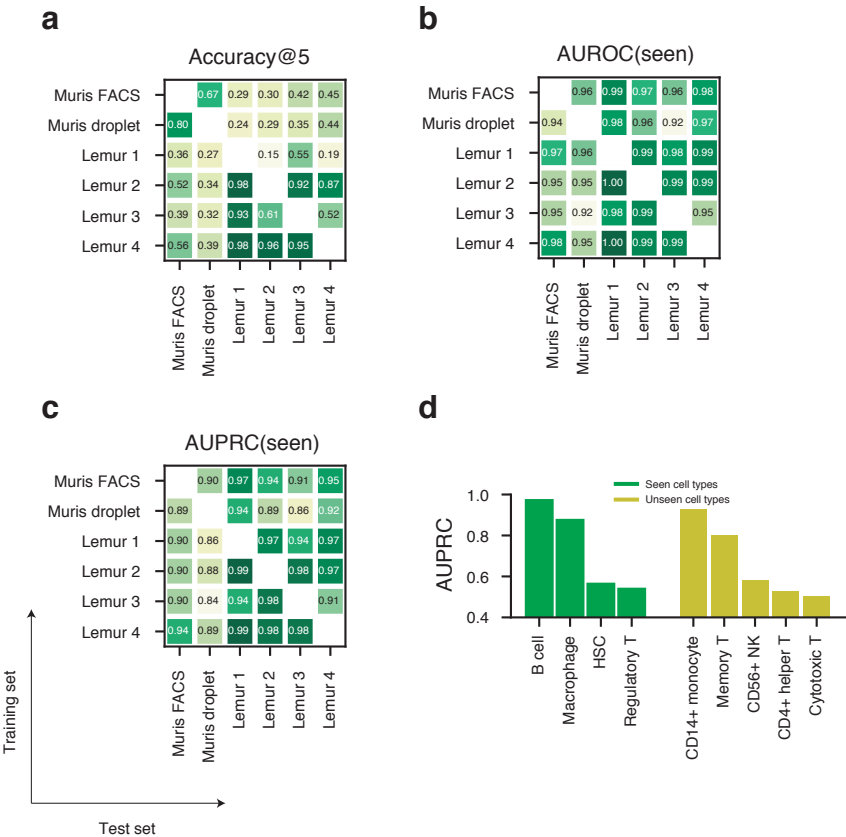 a
Accuracy@5
Muris FACS 0.67 0.29 0.30 0.42 0.45
Muris droplet 0.80 0.24 0.29 0.35 0.44
Lemur 1 0.36 0.27 0.15 0.55 0.19
Lemur 2 0.52 0.34 0.98 0.92 0.87
Lemur 3 0.39 0.32 0.93 0.61 0.52
Lemur 4 0.56 0.39 0.98 0.96 0.95
Muris FACS
Muris droplet
Lemur 1
Lemur 2
Lemur 3
Lemur 4
b
AUROC(seen)
Muris FACS 0.96 0.99 0.97 0.96 0.98
Muris droplet 0.94 0.98 0.96 0.92 0.97
Lemur 1 0.97 0.96 0.99 0.98 0.99
Lemur 2 0.95 0.95 1.00 0.99 0.99
Lemur 3 0.95 0.92 0.98 0.99 0.95
Lemur 4 0.98 0.95 1.00 0.99 0.99
Muris FACS
Muris droplet
Lemur 1
Lemur 2
Lemur 3
Lemur 4
c
AUPRC(seen)
Muris FACS 0.90 0.97 0.94 0.91 0.95
Muris droplet 0.89 0.94 0.89 0.86 0.92
Lemur 1 0.90 0.86 0.97 0.94 0.97
Lemur 2 0.90 0.88 0.99 0.98 0.97
Lemur 3 0.90 0.84 0.94 0.98 0.91
Lemur 4 0.94 0.89 0.99 0.98 0.98
Muris FACS
Muris droplet
Lemur 1
Lemur 2
Lemur 3
Lemur 4
Training set
Test set
d
Seen cell types
Unseen cell types
AUPRC
1.0
0.8
0.6
0.4
B cell
Macrophage
HSC
Regulatory T
CD14+ monocyte
Memory T
CD56+ NK
CD4+ helper T
Cytotoxic T